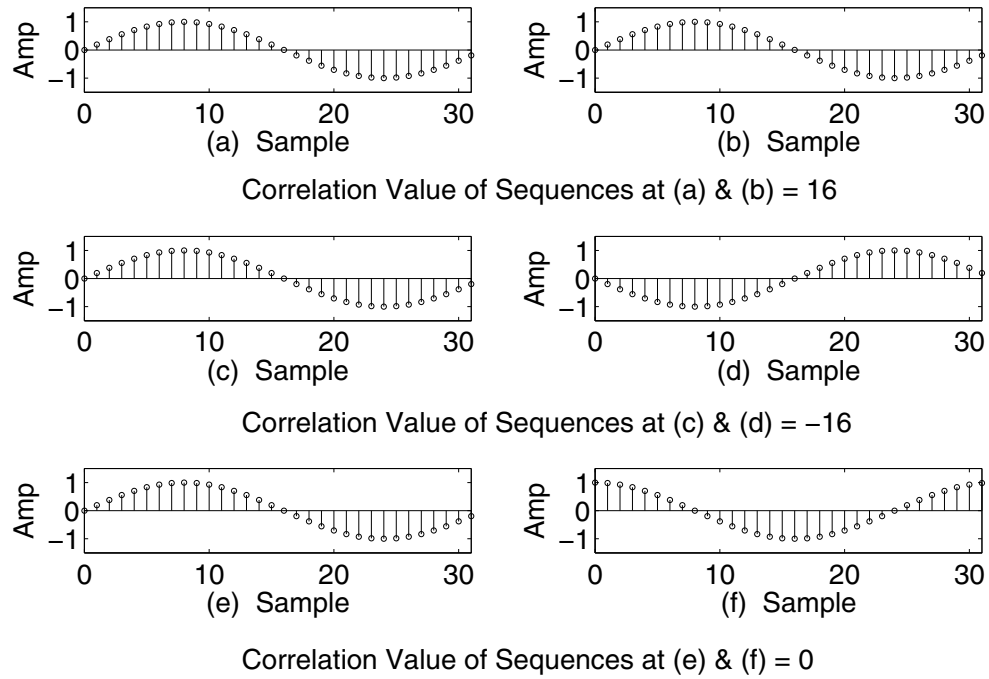 Amp
1
0
−1
0
10
20
30
(a) Sample
Amp
1
0
−1
0
10
20
30
(b) Sample
Correlation Value of Sequences at (a) & (b) = 16
Amp
1
0
−1
0
10
20
30
(c) Sample
Amp
1
0
−1
0
10
20
30
(d) Sample
Correlation Value of Sequences at (c) & (d) = −16
Amp
1
0
−1
0
10
20
30
(e) Sample
Amp
1
0
−1
0
10
20
30
(f) Sample
Correlation Value of Sequences at (e) & (f) = 0